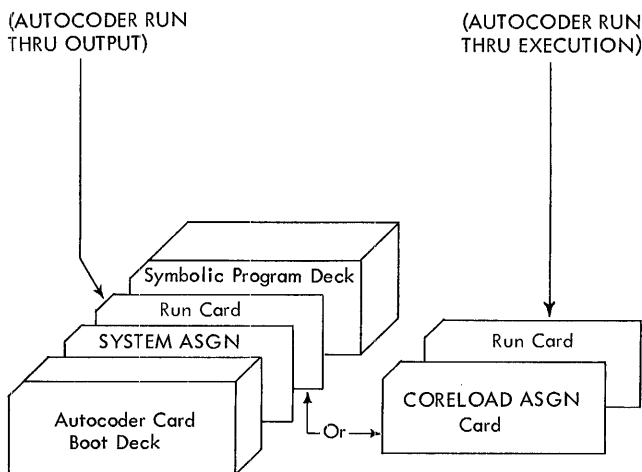 (AUTOCODER RUN
THRU OUTPUT)
(AUTOCODER RUN
THRU EXECUTION)
Symbolic Program Deck
Run Card
SYSTEM ASGN
Autocoder Card
Boot Deck
Or
Run Card
CORELOAD ASGN
Card